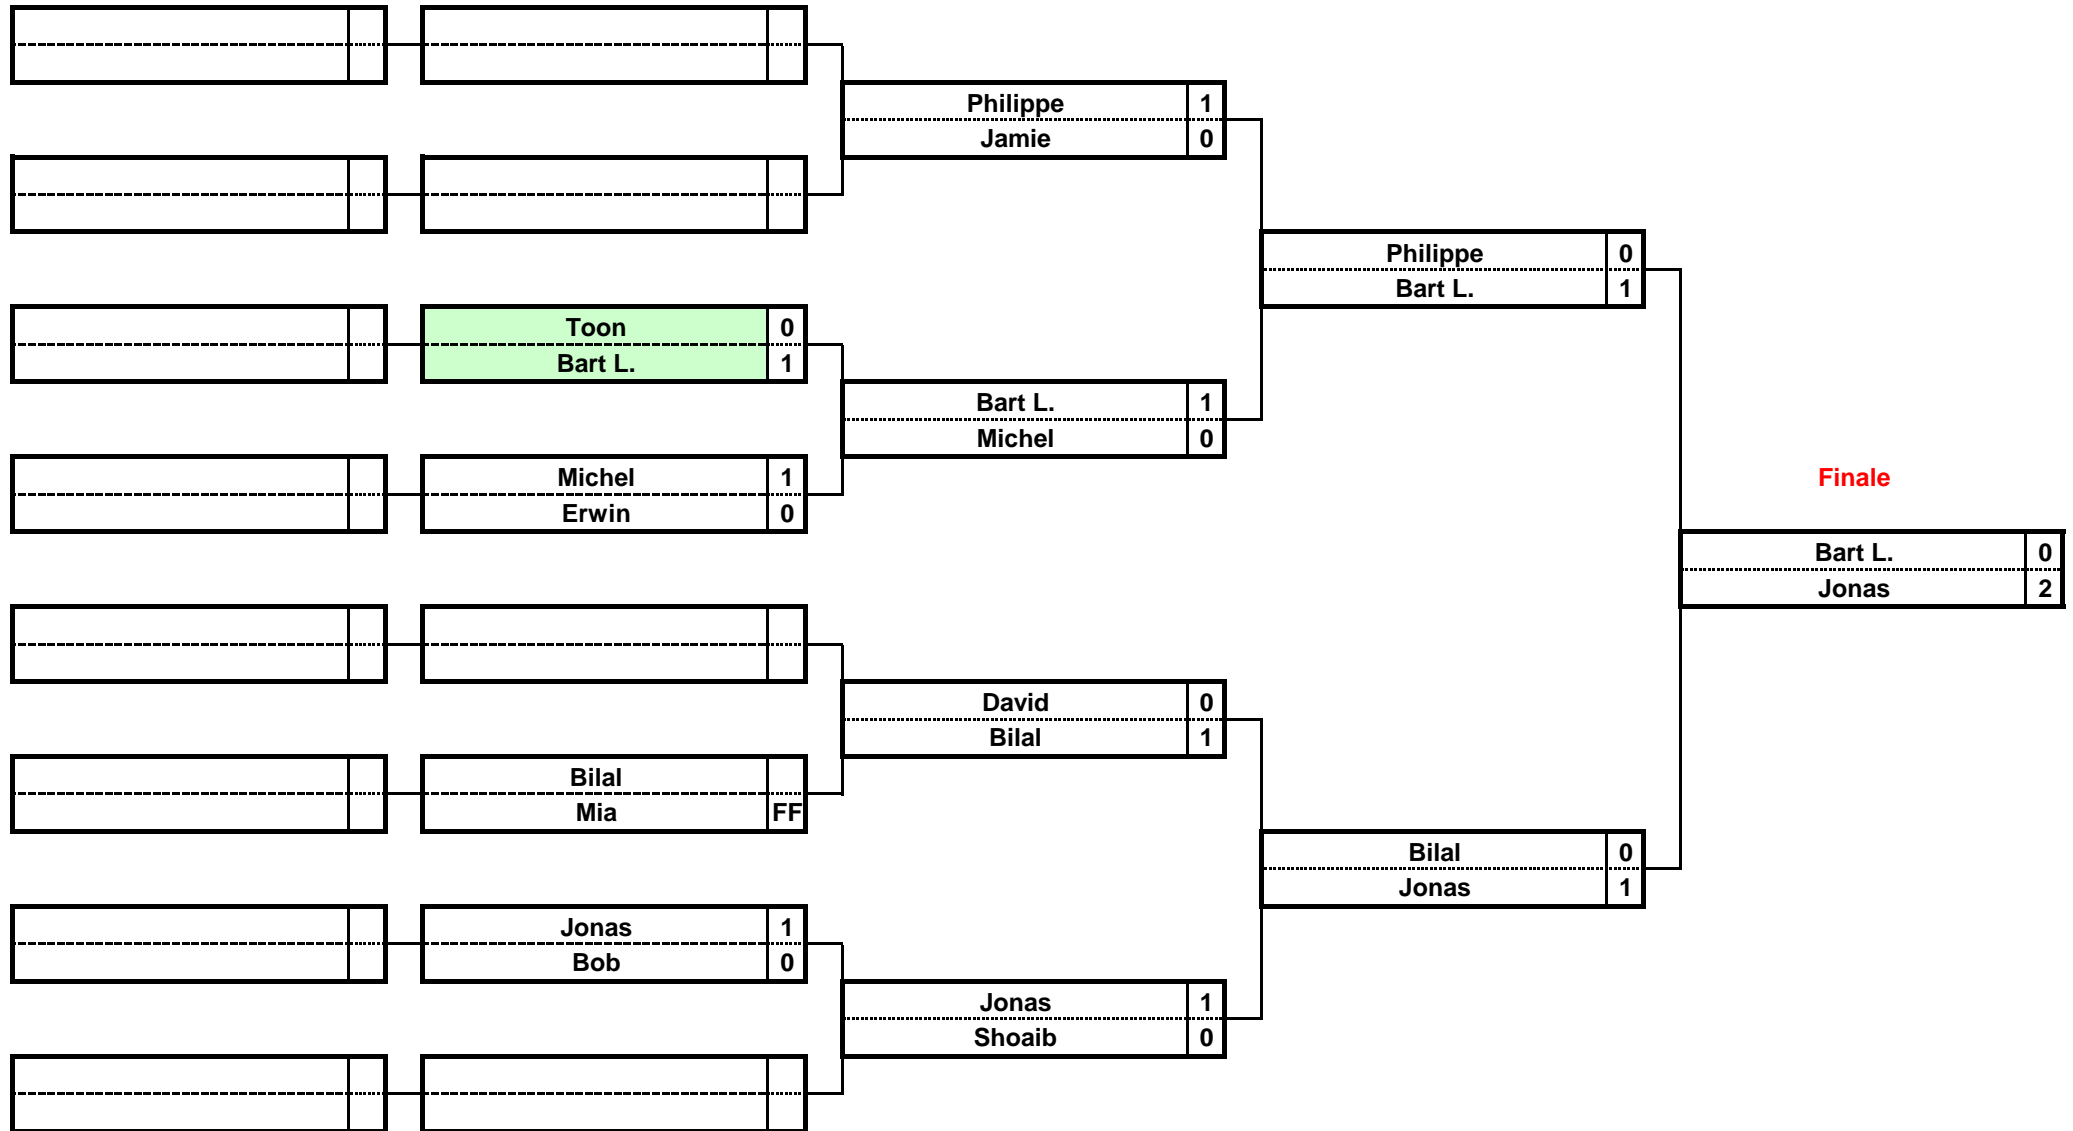 Philippe 1
Jamie 0
Philippe 0
Bart L. 1
Toon 0
Bart L. 1
Bart L. 1
Michel 0
Michel 1
Erwin 0
Finale
Bart L. 0
Jonas 2
David 0
Bilal 1
Bilal
Mia FF
Bilal 0
Jonas 1
Jonas 1
Bob 0
Jonas 1
Shoaib 0